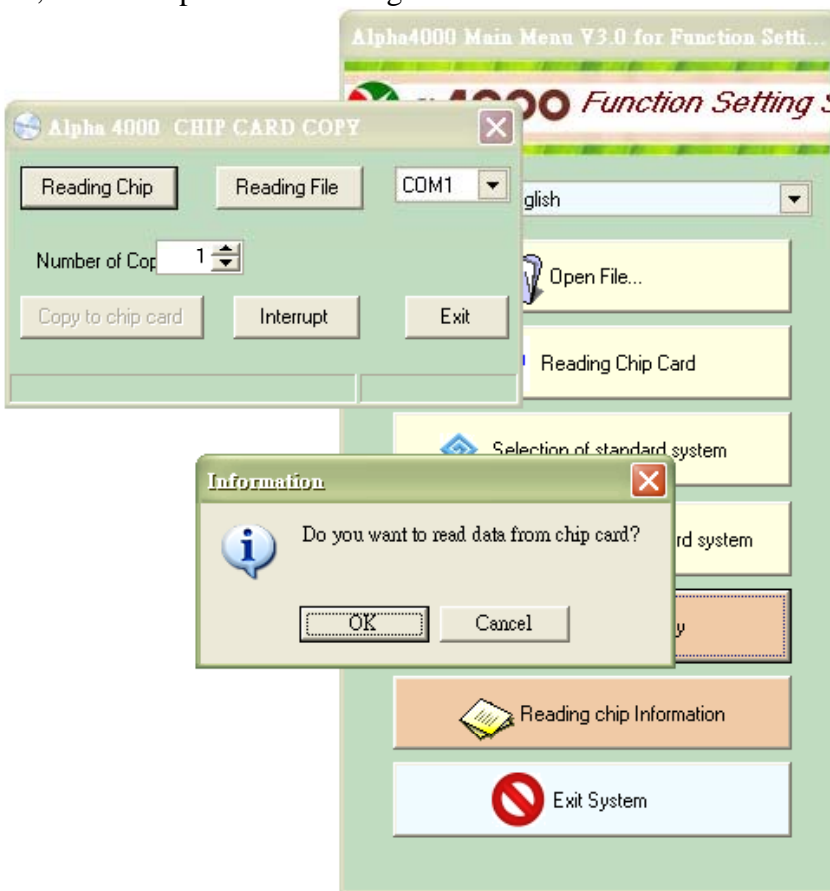 Alpha4000 Main Menu V3.0 for Function Setti...
4000 Function Setting
Alpha 4000 CHIP CARD COPY
Reading Chip
Reading File
COM1
glish
Number of Cop
1
Open File...
Copy to chip card
Interrupt
Exit
Reading Chip Card
Selection of standard system
Information
Do you want to read data from chip card?
rd system
OK
Cancel
y
Reading chip Information
Exit System